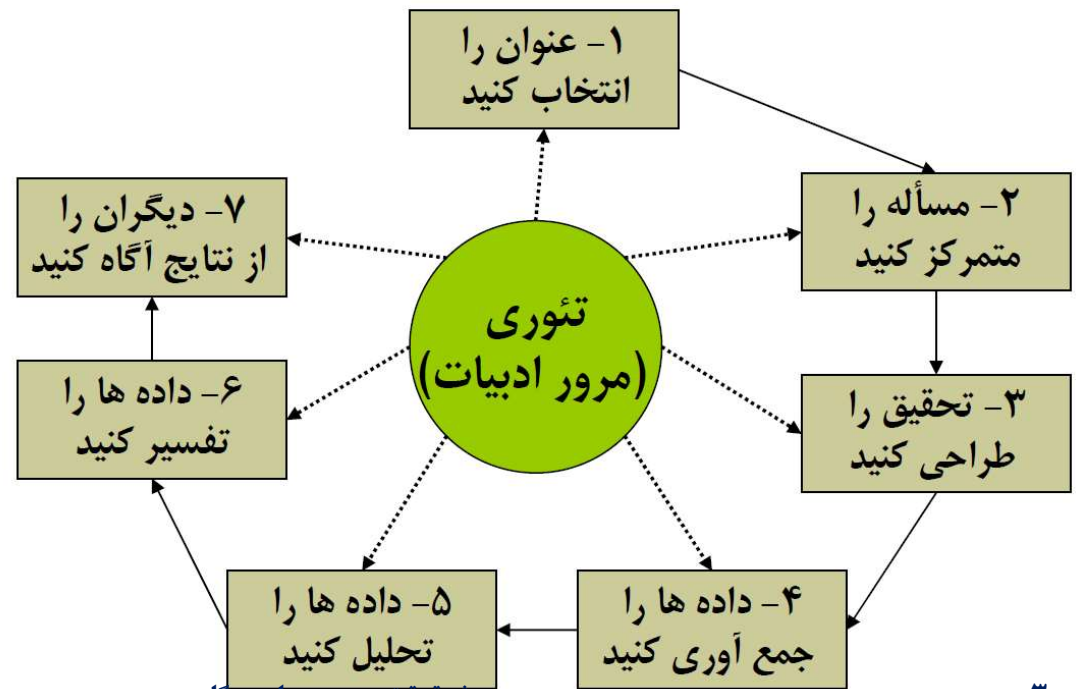 ۱- عنوان را
انتخاب کنید
۲- مسأله را
متمرکز کنید
۳- تحقیق را
طراحی کنید
۴- داده ها را
جمع آوری کنید
۵- داده ها را
تحلیل کنید
۶- داده ها را
تفسیر کنید
۷- دیگران را
از نتایج آگاه کنید
تئوری
(مرور ادبیات)
۳